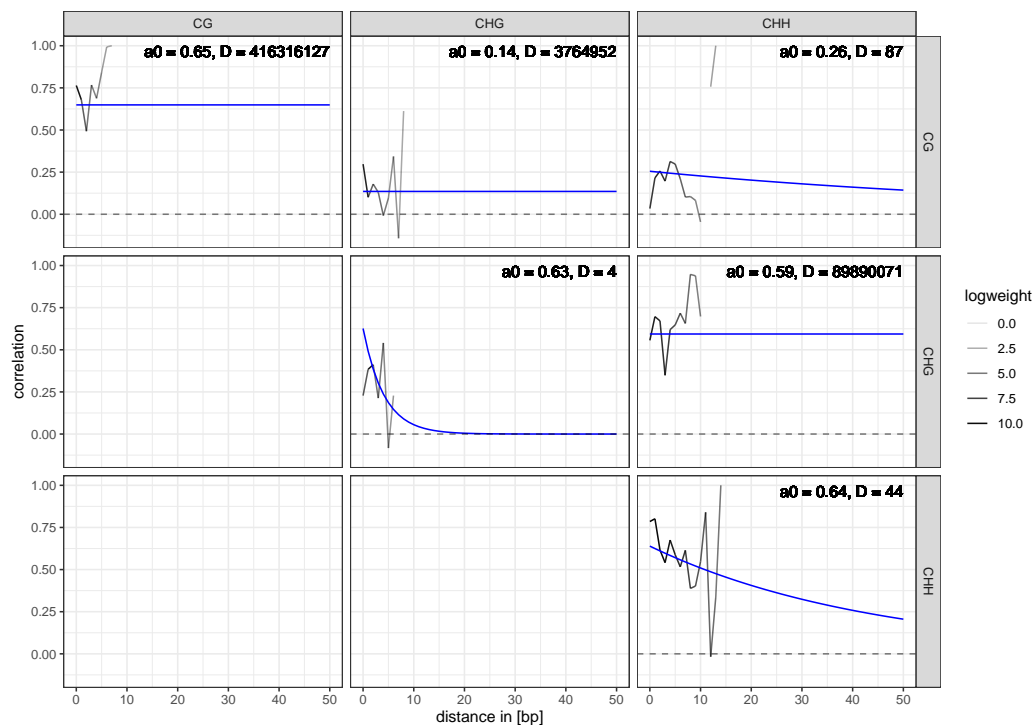 CG
CHG
CHH
a0 = 0.65, D = 416316127
a0 = 0.14, D = 3764952
a0 = 0.26, D = 87
1.00
0.75
0.50
0.25
0.00
CG
a0 = 0.63, D = 4
a0 = 0.59, D = 89890071
1.00
0.75
0.50
0.25
0.00
CHG
correlation
a0 = 0.64, D = 44
1.00
0.75
0.50
0.25
0.00
CHH
0 10 20 30 40 50
0 10 20 30 40 50
0 10 20 30 40 50
distance in [bp]
logweight
0.0
2.5
5.0
7.5
10.0